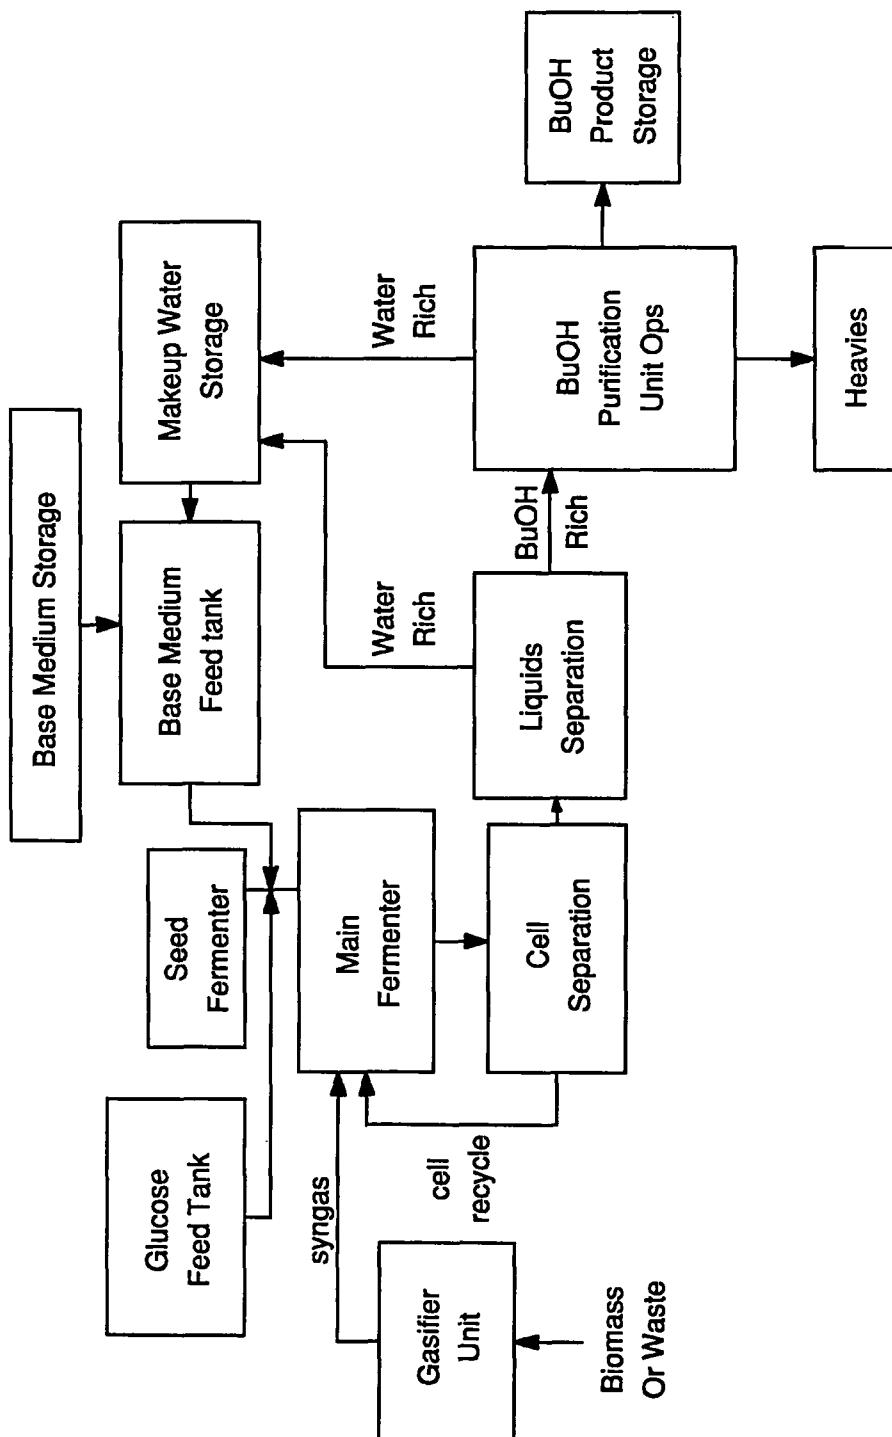 Base Medium Storage
Glucose
Feed Tank
Seed
Fermenter
Base Medium
Feed tank
Makeup Water
Storage
syngas
Main
Fermenter
Water
Rich
Water
Rich
Gasifier
Unit
cell
recycle
Cell
Separation
Liquids
Separation
BuOH
Rich
BuOH
Purification
Unit Ops
BuOH
Product
Storage
Biomass
Or Waste
Heavies